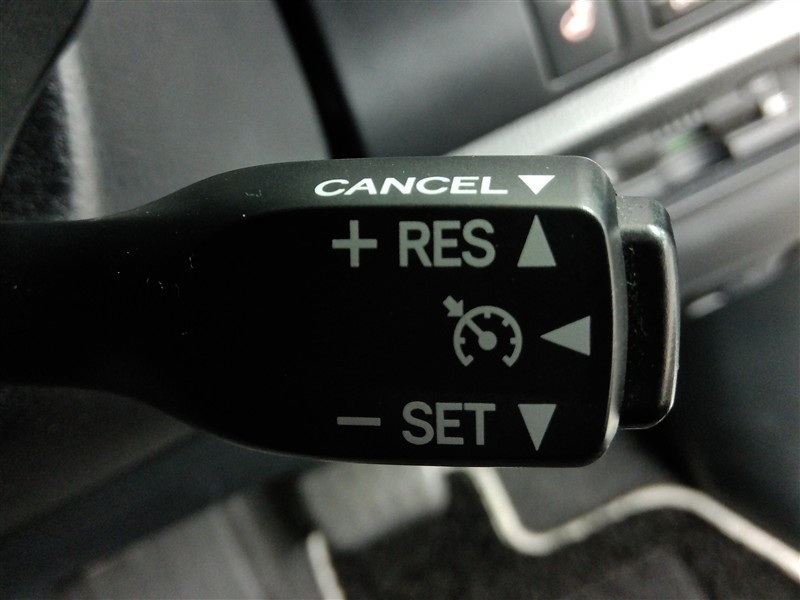 CANCEL ▼
+ RES ▲
◀
− SET ▼